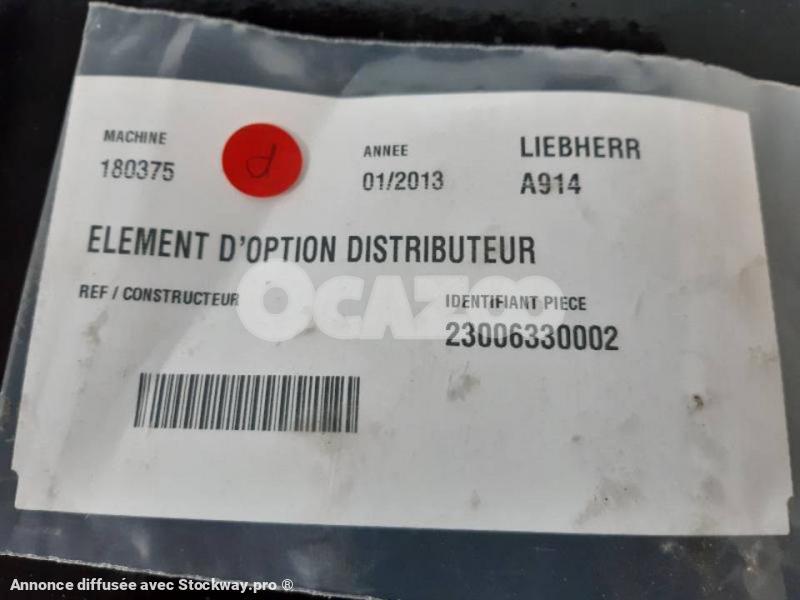 MACHINE
180375
d
ANNEE
01/2013
LIEBHERR
A914
ELEMENT D'OPTION DISTRIBUTEUR
REF / CONSTRUCTEUR
IDENTIFIANT PIECE
23006330002
OCAZOO
Annonce diffusée avec Stockway.pro ®